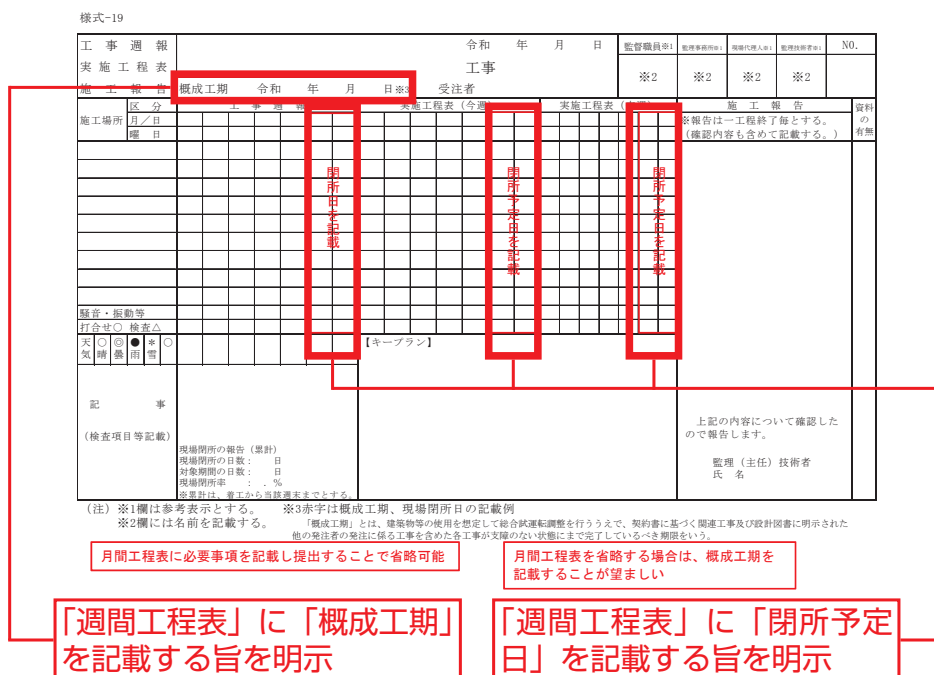 様式-19
工事週報
実施工程表
施工報告
令和 年 月 日
工事
概成工期 令和 年 月 日※3 受注者
監督職員※1 監理事務所※1 現場代理人※1 監理技術者※1 NO.
※2 ※2 ※2 ※2
施工場所 区分 工事週報 実施工程表(今週) 実施工程表 施工報告 資料の有無
月/日
曜日
※報告は一工程終了毎とする。
(確認内容も含めて記載する。)
閉所日を記載
閉所予定日を記載
閉所予定日を記載
騒音・振動等
打合せ○ 検査△
天気 ○晴 ◎曇 ●雨 *雪 ○
【キープラン】
記事
(検査項目等記載)
現場閉所の報告(累計)
現場閉所の日数: 日
対象期間の日数: 日
現場閉所率 : .%
※累計は、着工から当該週末までとする。
上記の内容について確認した
ので報告します。
監理(主任)技術者
氏 名
(注)※1欄は参考表示とする。 ※3赤字は概成工期、現場閉所日の記載例
※2欄には名前を記載する。 「概成工期」とは、建築物等の使用を想定して総合試運転調整を行ううえで、契約書に基づく関連工事及び設計図書に明示された
他の発注者の発注に係る工事を含めた各工事が支障のない状態にまで完了しているべき期限をいう。
月間工程表に必要事項を記載し提出することで省略可能
月間工程表を省略する場合は、概成工期を
記載することが望ましい
「週間工程表」に「概成工期」
を記載する旨を明示
「週間工程表」に「閉所予定
日」を記載する旨を明示